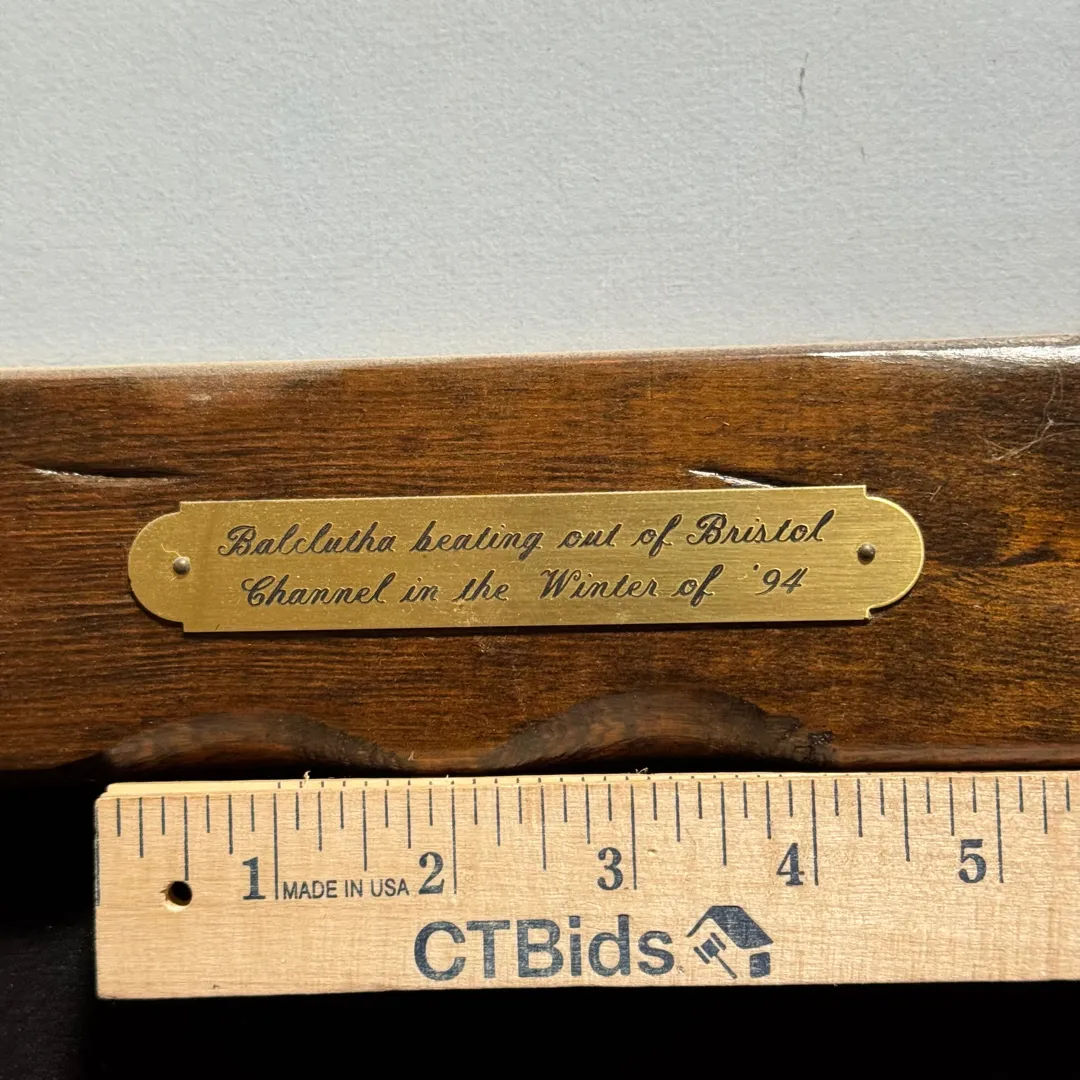 Balclutha beating out of Bristol
Channel in the Winter of '94
1 MADE IN USA 2 3 4 5
CTBids